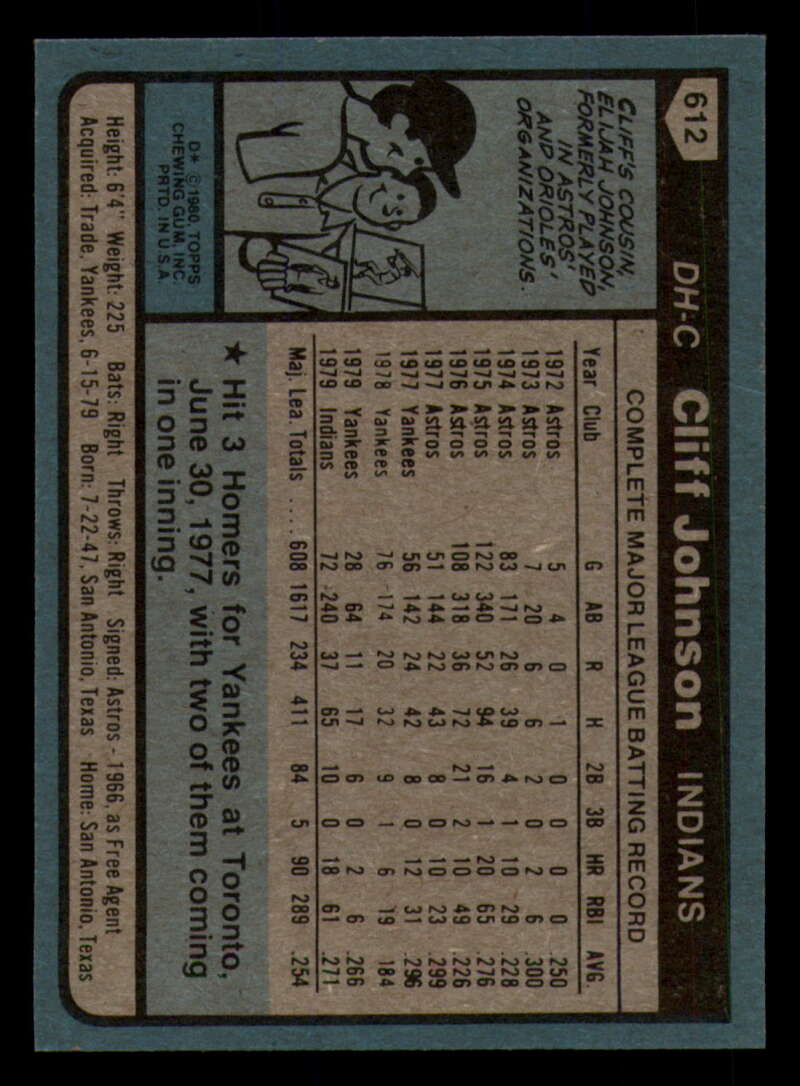 612 DH-C Cliff Johnson INDIANS
CLIFF'S COUSIN,
ELIJAH JOHNSON,
FORMERLY PLAYED
IN ASTROS'
AND ORIOLES'
ORGANIZATIONS.
D* ©1980, TOPPS
CHEWING GUM, INC.
PRTD. IN U.S.A.
COMPLETE MAJOR LEAGUE BATTING RECORD
Year Club G AB R H 2B 3B HR RBI AVG.
1972 Astros 5 4 0 1 0 0 0 0 .250
1973 Astros 7 20 6 6 2 0 2 6 .300
1974 Astros 83 171 26 39 4 1 10 29 .228
1975 Astros 122 340 52 94 16 1 20 65 .276
1976 Astros 108 318 36 72 21 2 10 49 .226
1977 Astros 51 144 22 43 8 0 10 23 .299
1977 Yankees 56 142 24 42 8 0 12 31 .296
1978 Yankees 76 174 20 32 9 1 6 19 .184
1979 Yankees 28 64 11 17 6 0 2 6 .266
1979 Indians 72 240 37 65 10 0 18 61 .271
Maj. Lea. Totals .... 608 1617 234 411 84 5 90 289 .254
★ Hit 3 Homers for Yankees at Toronto,
June 30, 1977, with two of them coming
in one inning.
Height: 6'4" Weight: 225 Bats: Right Throws: Right Signed: Astros - 1966, as Free Agent
Acquired: Trade, Yankees, 6-15-79 Born: 7-22-47, San Antonio, Texas Home: San Antonio, Texas